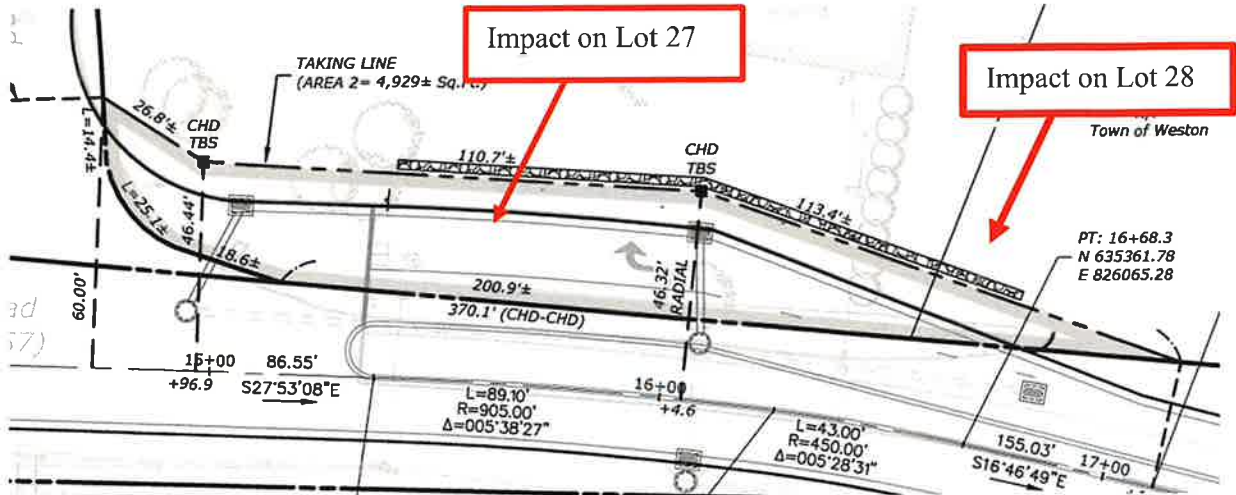 Impact on Lot 27
TAKING LINE
(AREA 2= 4,929± Sq.Ft.)
Impact on Lot 28
Town of Weston
26.8'±
CHD
TBS
110.7'±
CHD
TBS
113.4'±
L=14.4±
L=25.1±
46.44'
18.6±
60.00'
200.9'±
370.1' (CHD-CHD)
46.32'
RADIAL
PT: 16+68.3
N 635361.78
E 826065.28
ad
57)
15+00
+96.9
86.55'
S27°53'08"E
L=89.10'
R=905.00'
Δ=005°38'27"
16+00
+4.6
L=43.00'
R=450.00'
Δ=005°28'31"
155.03'
S16°46'49"E
17+00